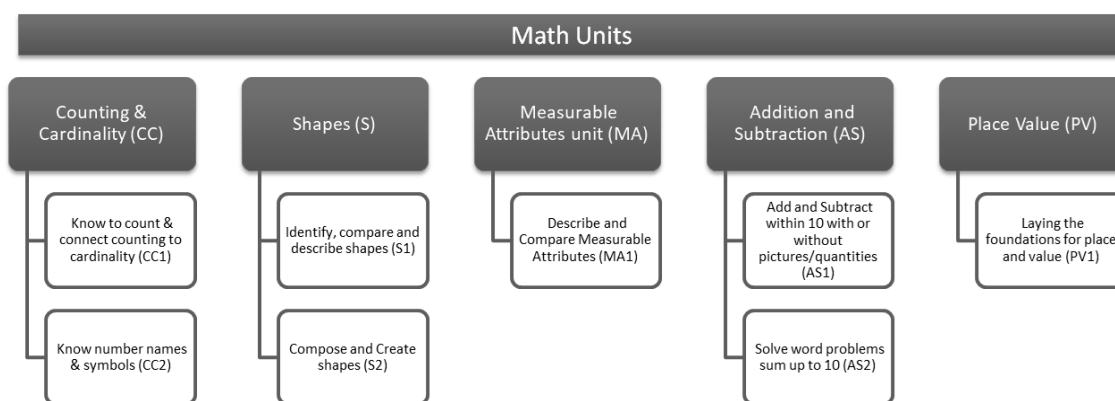 Math Units
Counting &
Cardinality (CC)
Know to count &
connect counting to
cardinality (CC1)
Know number names
& symbols (CC2)
Shapes (S)
Identify, compare and
describe shapes (S1)
Compose and Create
shapes (S2)
Measurable
Attributes unit (MA)
Describe and
Compare Measurable
Attributes (MA1)
Addition and
Subtraction (AS)
Add and Subtract
within 10 with or
without
pictures/quantities
(AS1)
Solve word problems
sum up to 10 (AS2)
Place Value (PV)
Laying the
foundations for place
and value (PV1)